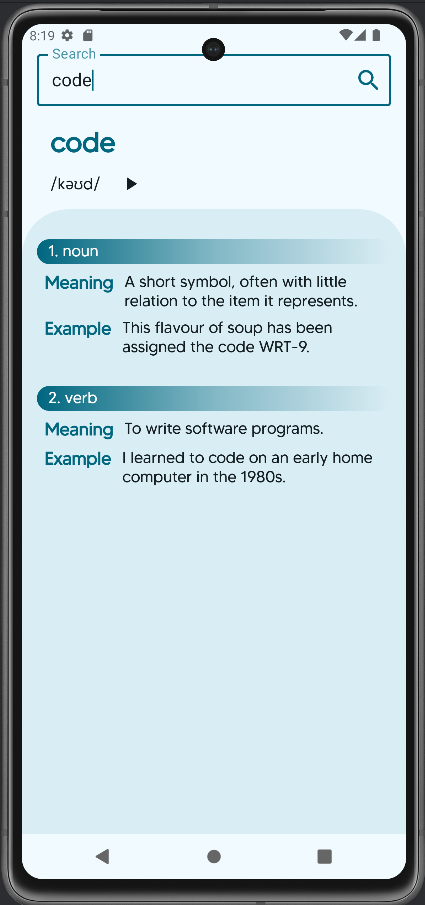 8:19
Search
code
code
/kəʊd/
1. noun
Meaning A short symbol, often with little
relation to the item it represents.
Example This flavour of soup has been
assigned the code WRT-9.
2. verb
Meaning To write software programs.
Example I learned to code on an early home
computer in the 1980s.